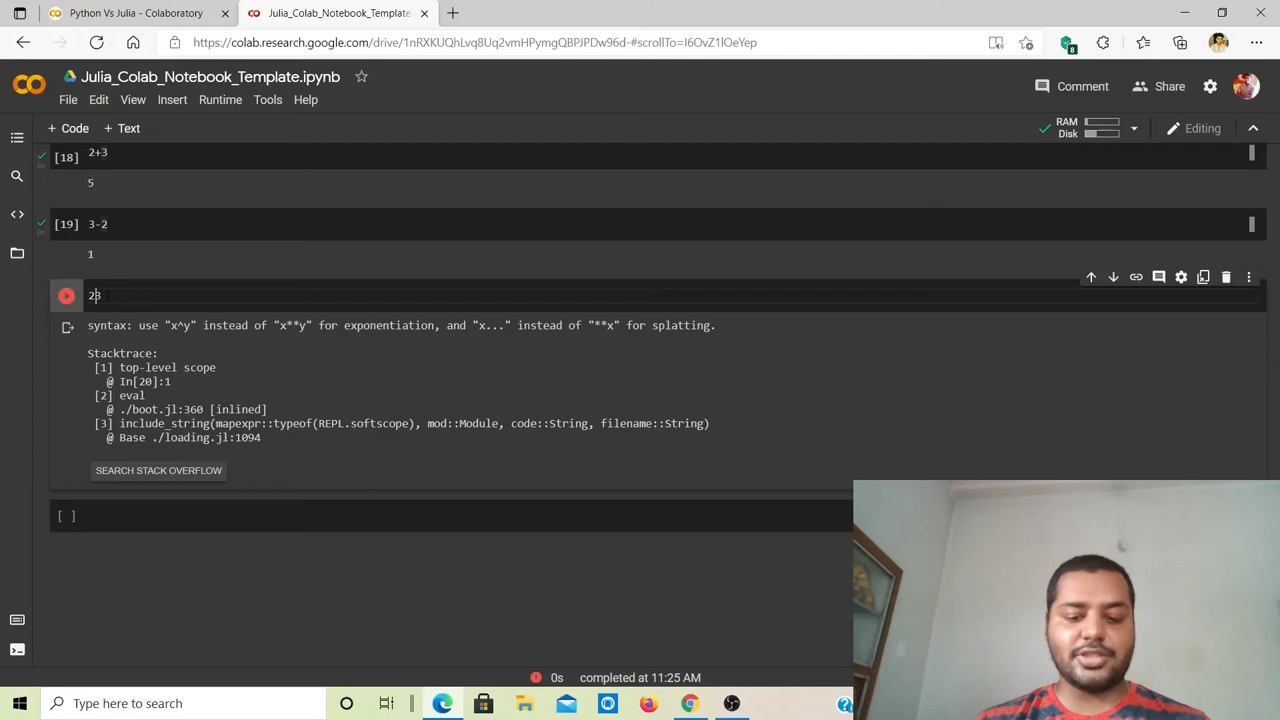 Python Vs Julia - Colaboratory
Julia_Colab_Notebook_Template.
https://colab.research.google.com/drive/1nRXKUQhLvq8Uq2vmHPymgQBPJPDw96d-#scrollTo=I6OvZ1lOeYep
8
Julia_Colab_Notebook_Template.ipynb
Comment
Share
File Edit View Insert Runtime Tools Help
+ Code + Text
RAM
Disk
Editing
[18] 2+3
5
[19] 3-2
1
23
syntax: use "x^y" instead of "x**y" for exponentiation, and "x..." instead of "**x" for splatting.
Stacktrace:
[1] top-level scope
@ In[20]:1
[2] eval
@ ./boot.jl:360 [inlined]
[3] include_string(mapexpr::typeof(REPL.softscope), mod::Module, code::String, filename::String)
@ Base ./loading.jl:1094
SEARCH STACK OVERFLOW
[ ]
0s completed at 11:25 AM
Type here to search